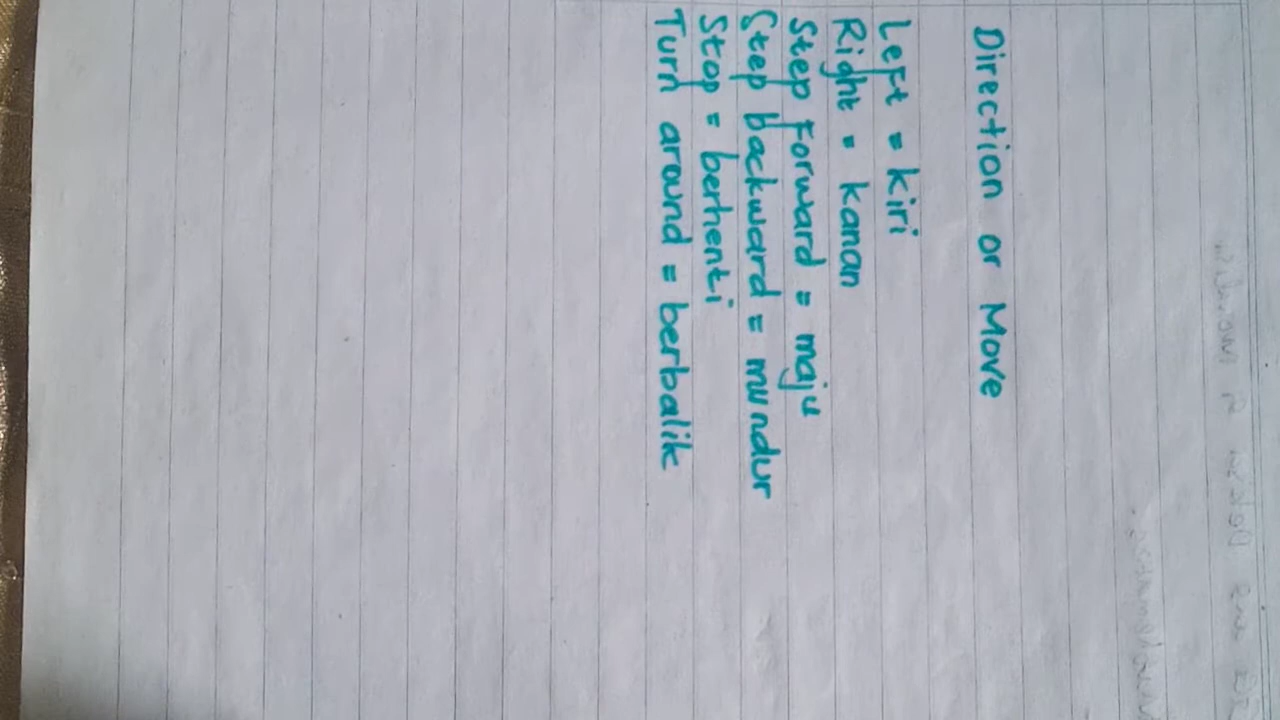 Direction or Move
Left = kiri
Right = kanan
Step Forward = maju
Step backward = mundur
Stop = berhenti
Turn around = berbalik